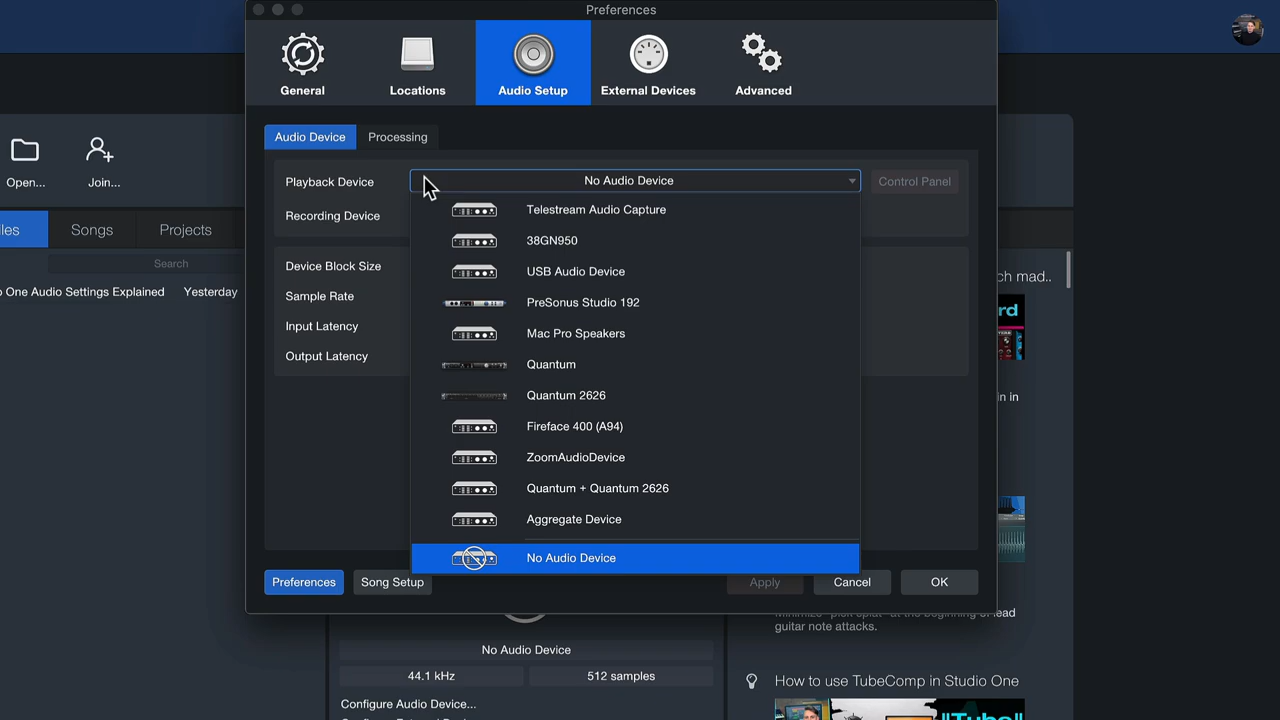 Preferences
General
Locations
Audio Setup
External Devices
Advanced
Audio Device
Processing
Open...
Join...
Playback Device
No Audio Device
Control Panel
Recording Device
Telestream Audio Capture
38GN950
USB Audio Device
PreSonus Studio 192
Mac Pro Speakers
Quantum
Quantum 2626
Fireface 400 (A94)
ZoomAudioDevice
Quantum + Quantum 2626
Aggregate Device
No Audio Device
Device Block Size
Sample Rate
Input Latency
Output Latency
les
Songs
Projects
Search
o One Audio Settings Explained
Yesterday
ch mad..
rd
n in
Preferences
Song Setup
Apply
Cancel
OK
guitar note attacks.
No Audio Device
44.1 kHz
512 samples
Configure Audio Device...
How to use TubeComp in Studio One